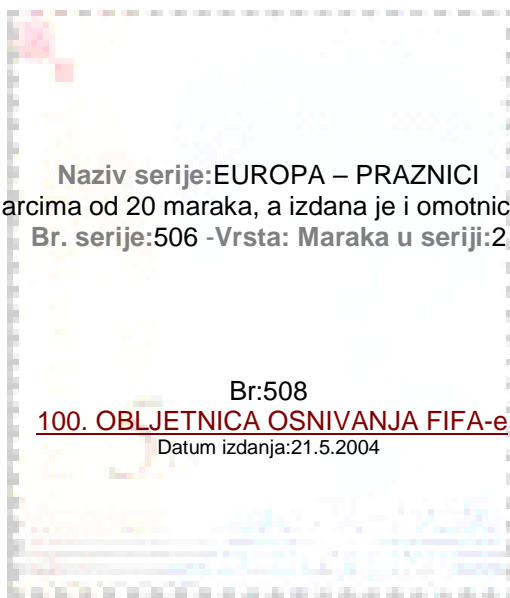 Naziv serije:EUROPA – PRAZNICI
arcima od 20 maraka, a izdana je i omotnic
Br. serije:506 -Vrsta: Maraka u seriji:2
Br:508
100. OBLJETNICA OSNIVANJA FIFA-e
Datum izdanja:21.5.2004